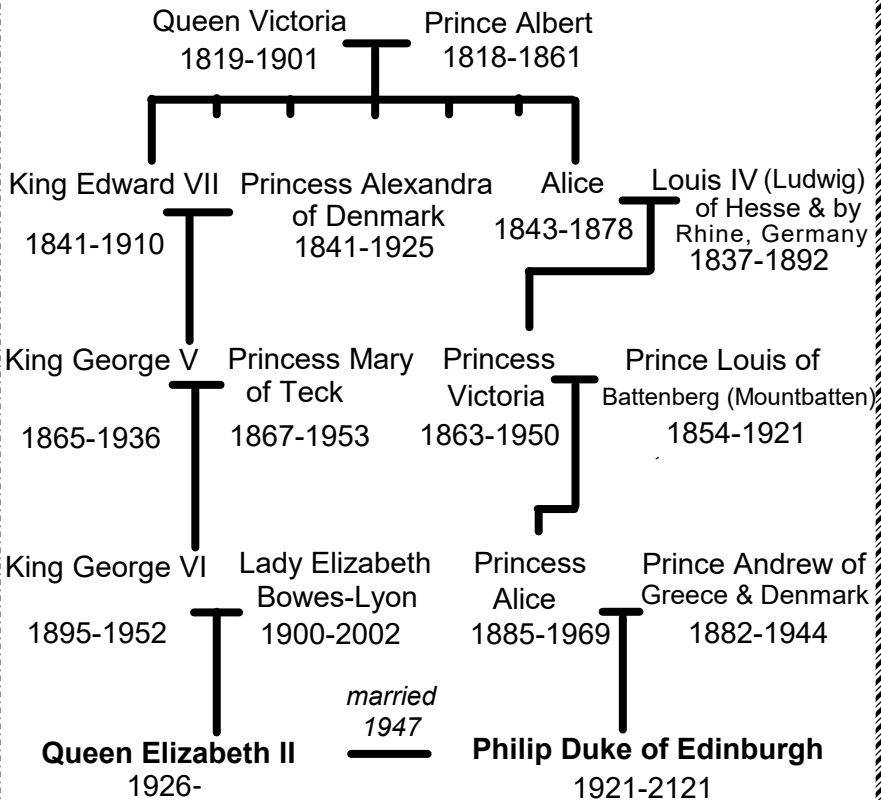 Queen Victoria
1819-1901
Prince Albert
1818-1861
King Edward VII
1841-1910
Princess Alexandra
of Denmark
1841-1925
Alice
1843-1878
Louis IV (Ludwig)
of Hesse & by
Rhine, Germany
1837-1892
King George V
1865-1936
Princess Mary
of Teck
1867-1953
Princess
Victoria
1863-1950
Prince Louis of
Battenberg (Mountbatten)
1854-1921
King George VI
1895-1952
Lady Elizabeth
Bowes-Lyon
1900-2002
Princess
Alice
1885-1969
Prince Andrew of
Greece & Denmark
1882-1944
married
1947
Queen Elizabeth II
1926-
Philip Duke of Edinburgh
1921-2121